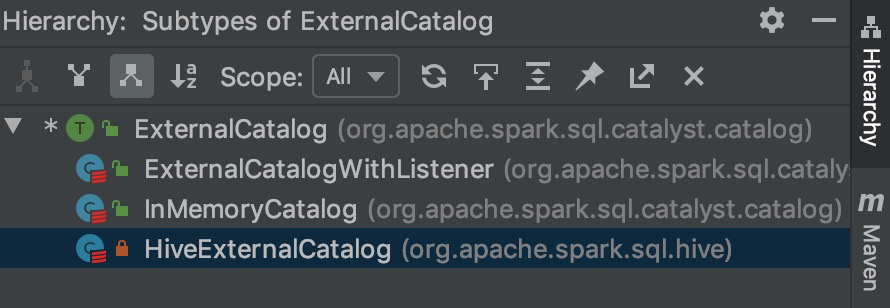 Hierarchy: Subtypes of ExternalCatalog
Scope: All
* T ExternalCatalog (org.apache.spark.sql.catalyst.catalog)
C ExternalCatalogWithListener (org.apache.spark.sql.cataly
C InMemoryCatalog (org.apache.spark.sql.catalyst.catalog)
C HiveExternalCatalog (org.apache.spark.sql.hive)
Hierarchy
m Maven